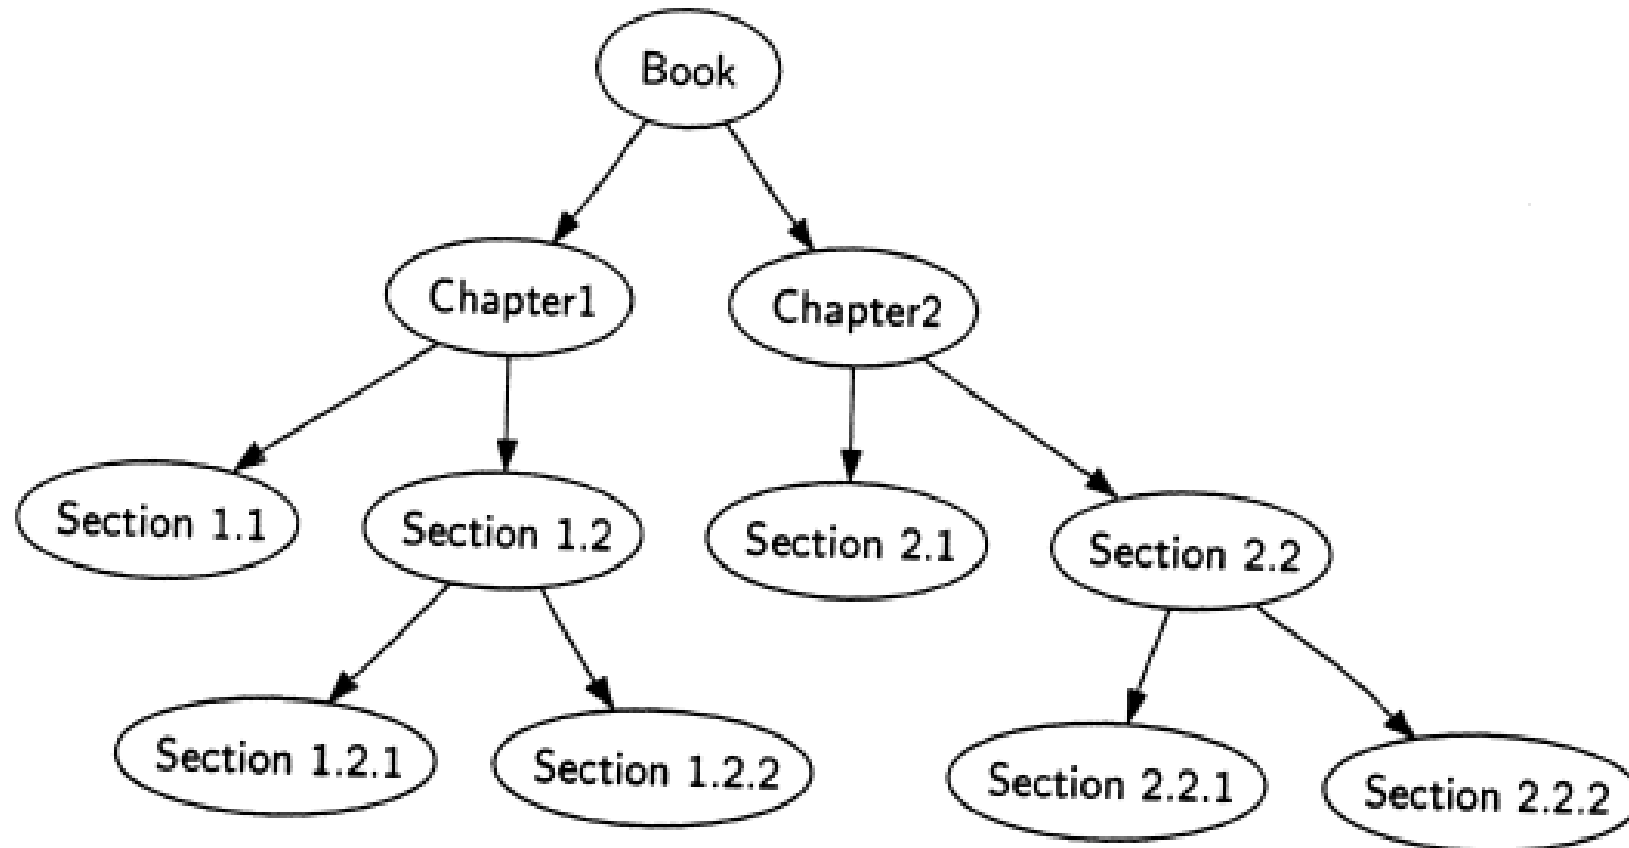 Book
Chapter1
Chapter2
Section 1.1
Section 1.2
Section 2.1
Section 2.2
Section 1.2.1
Section 1.2.2
Section 2.2.1
Section 2.2.2